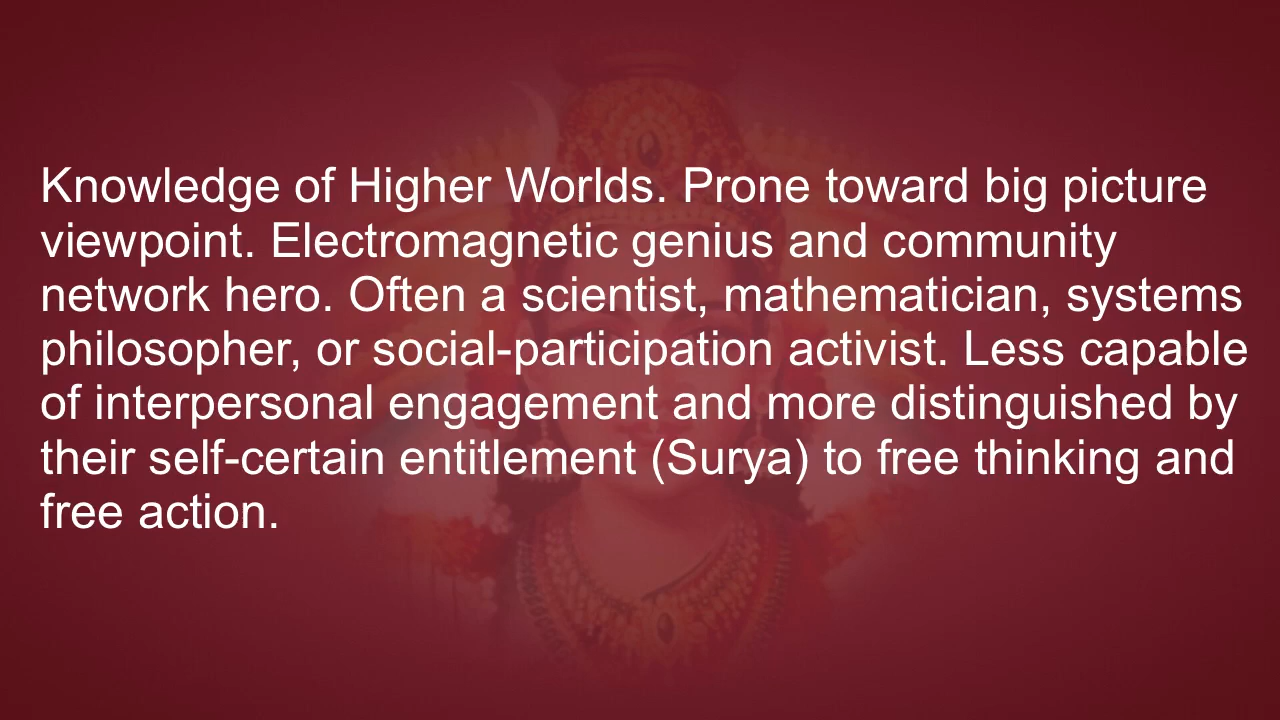 Knowledge of Higher Worlds. Prone toward big picture
viewpoint. Electromagnetic genius and community
network hero. Often a scientist, mathematician, systems
philosopher, or social-participation activist. Less capable
of interpersonal engagement and more distinguished by
their self-certain entitlement (Surya) to free thinking and
free action.